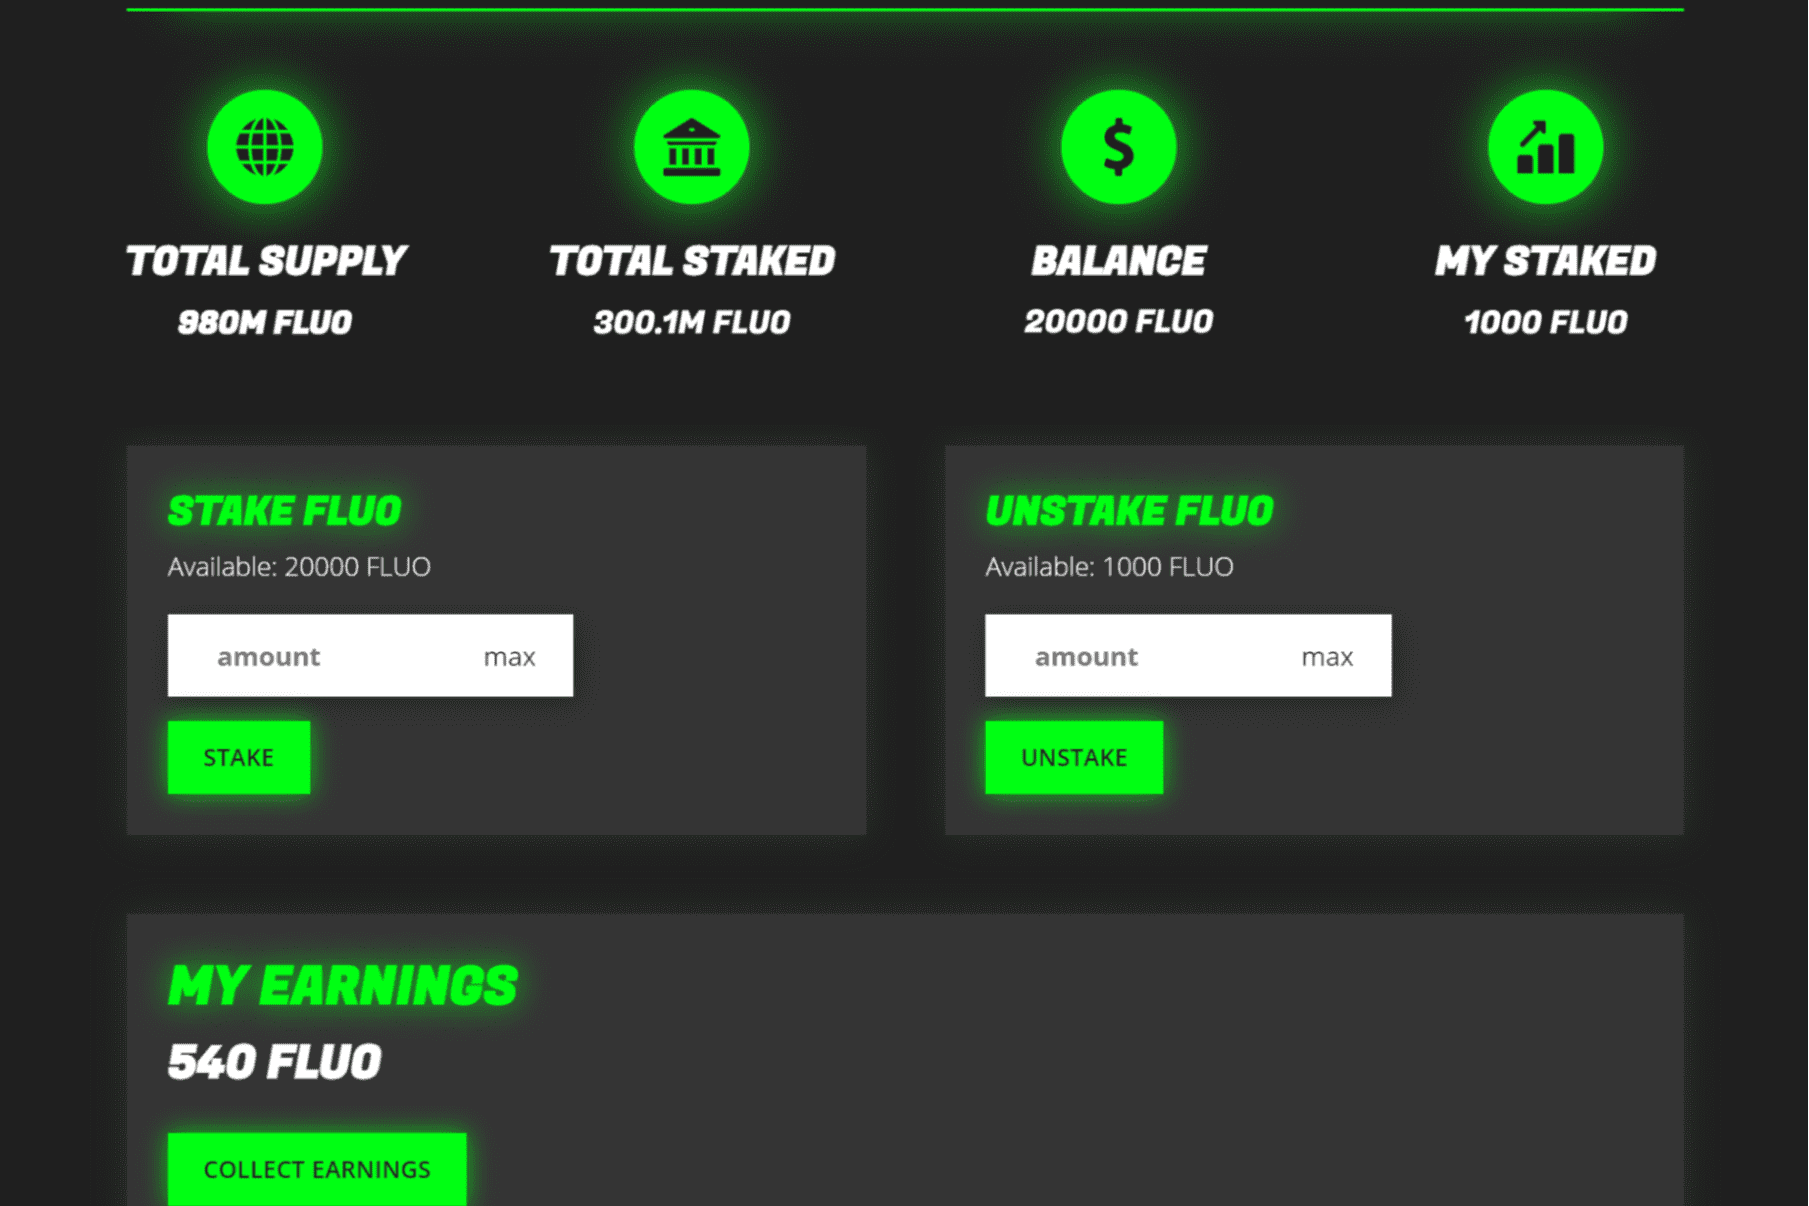 TOTAL SUPPLY
980M FLUO
TOTAL STAKED
300.1M FLUO
BALANCE
20000 FLUO
MY STAKED
1000 FLUO
STAKE FLUO
Available: 20000 FLUO
amount max
STAKE
UNSTAKE FLUO
Available: 1000 FLUO
amount max
UNSTAKE
MY EARNINGS
540 FLUO
COLLECT EARNINGS